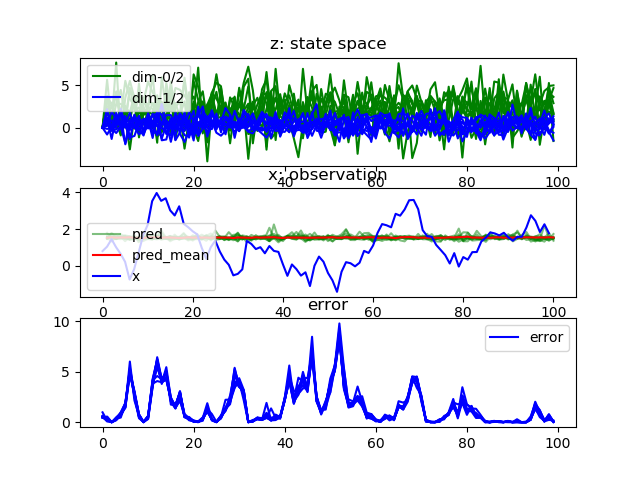 z: state space
5
0
dim-0/2
dim-1/2
0 20 40 60 80 100
x: observation
4
2
0
pred
pred_mean
x
0 20 40 60 80 100
error
10
5
0
error
0 20 40 60 80 100